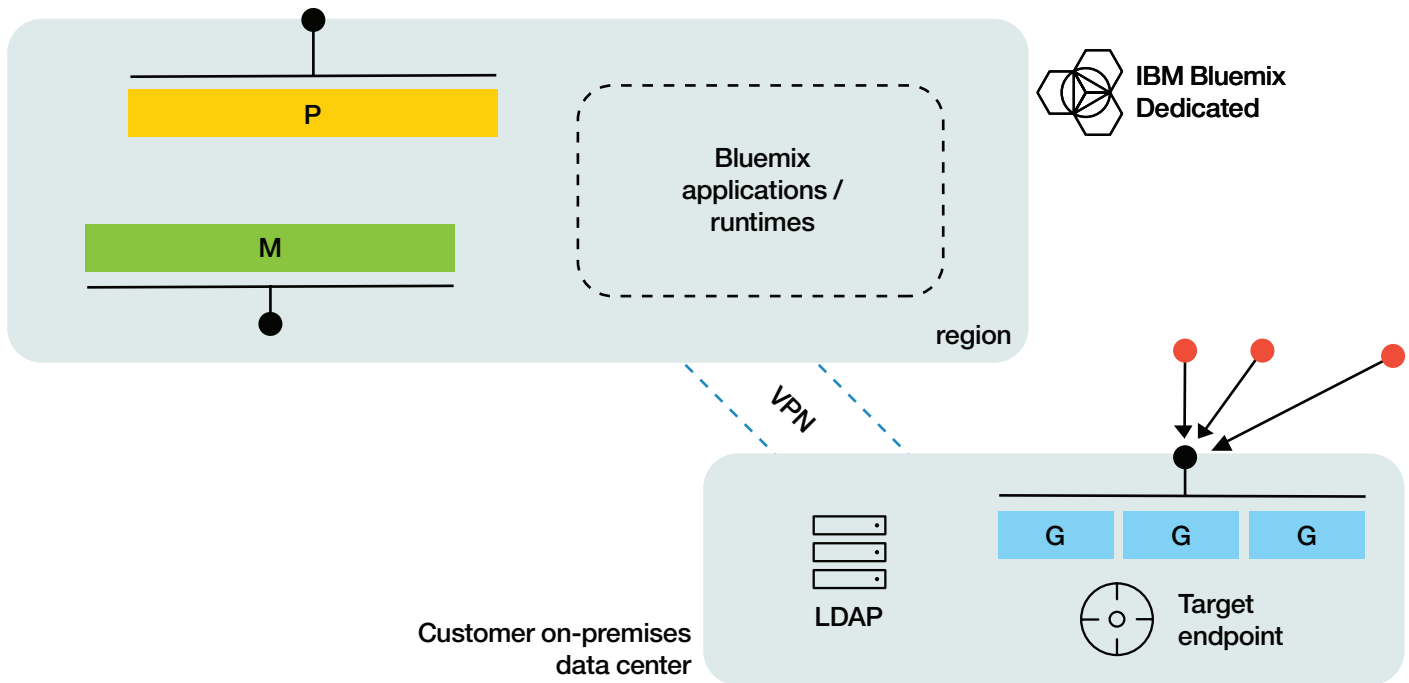 P
IBM Bluemix
Dedicated
Bluemix
applications /
runtimes
M
region
VPN
G
G
G
LDAP
Target
endpoint
Customer on-premises
data center